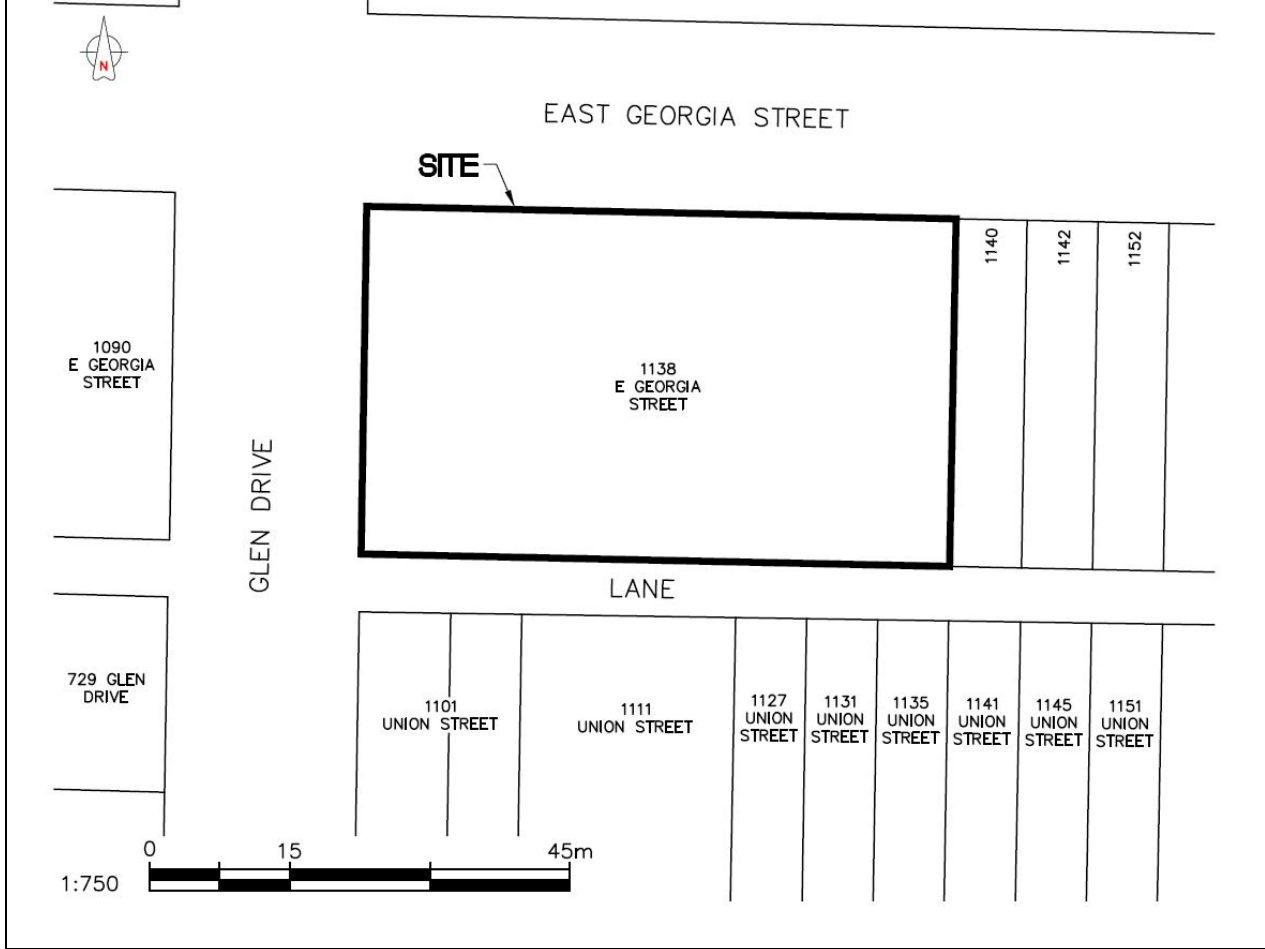 N
EAST GEORGIA STREET
SITE
1140
1142
1152
1090
E GEORGIA
STREET
1138
E GEORGIA
STREET
GLEN DRIVE
LANE
729 GLEN
DRIVE
1101
UNION STREET
1111
UNION STREET
1127
UNION
STREET
1131
UNION
STREET
1135
UNION
STREET
1141
UNION
STREET
1145
UNION
STREET
1151
UNION
STREET
0 15 45m
1:750